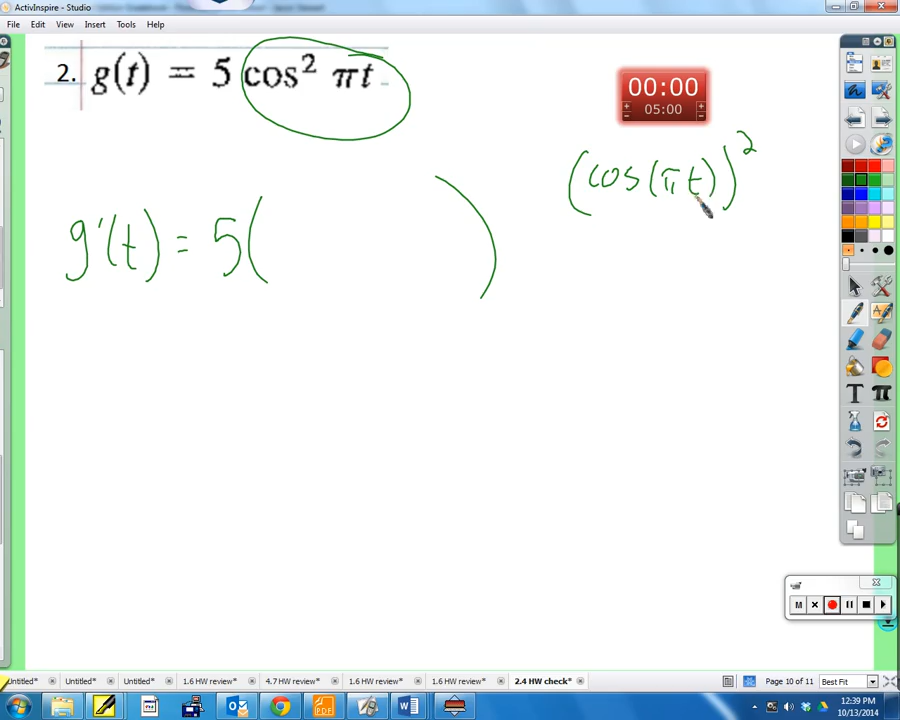 ActivInspire - Studio
File Edit View Insert Tools Help
2. g(t) = 5 cos² πt
00:00
05:00
(cos(πt))²
g'(t) = 5( )
Untitled* Untitled* Untitled* 1.6 HW review* 4.7 HW review* 1.6 HW review* 1.6 HW review* 2.4 HW check* Page 10 of 11 Best Fit
12:39 PM
10/13/2014